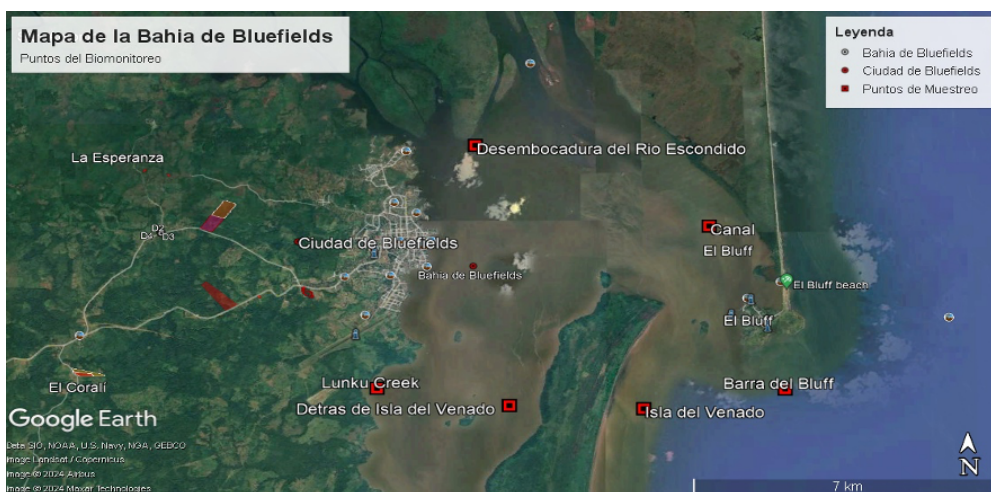 Mapa de la Bahia de Bluefields
Puntos del Biomonitoreo
Leyenda
Bahia de Bluefields
Ciudad de Bluefields
Puntos de Muestreo
La Esperanza
Desembocadura del Rio Escondido
D2
D4 D3
Canal
Ciudad de Bluefields
El Bluff
Bahia de Bluefields
El Bluff beach
El Bluff
Lunku Creek
Barra del Bluff
El Corali
Detras de Isla del Venado
Isla del Venado
Google Earth
Data SIO, NOAA, U.S. Navy, NGA, GEBCO
Image Landsat / Copernicus
Image © 2024 Airbus
Image © 2024 Maxar Technologies
7 km
N